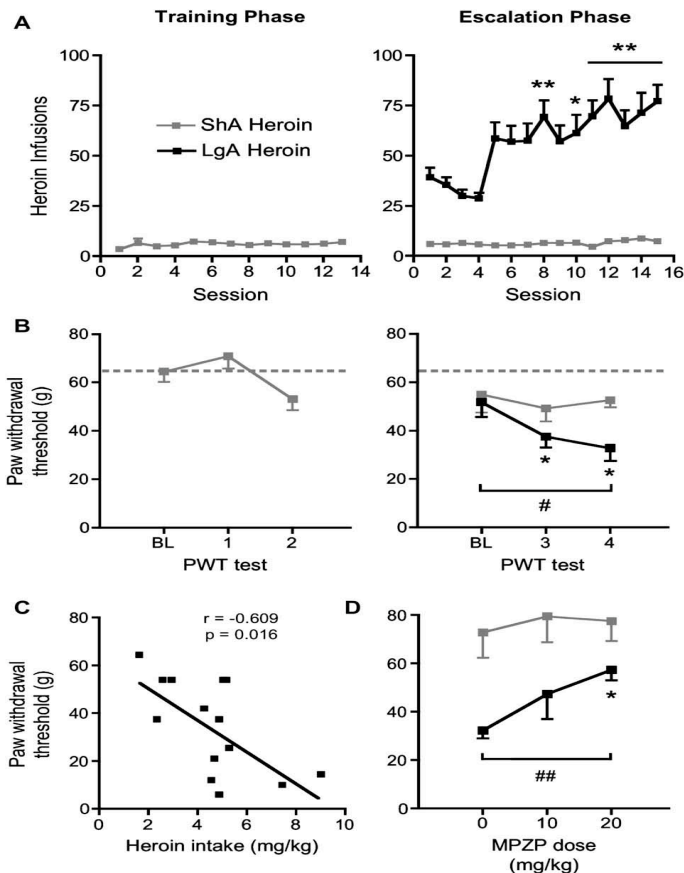 A
Training Phase
Escalation Phase
Heroin Infusions
100
75
50
25
0
ShA Heroin
LgA Heroin
0 2 4 6 8 10 12 14
Session
100
75
50
25
0
** * **
0 2 4 6 8 10 12 14 16
Session
B
Paw withdrawal
threshold (g)
80
60
40
20
0
BL 1 2
PWT test
80
60
40
20
0
* *
#
BL 3 4
PWT test
C
r = -0.609
p = 0.016
Paw withdrawal
threshold (g)
80
60
40
20
0
0 2 4 6 8 10
Heroin intake (mg/kg)
D
80
60
40
20
0
*
##
0 10 20
MPZP dose
(mg/kg)